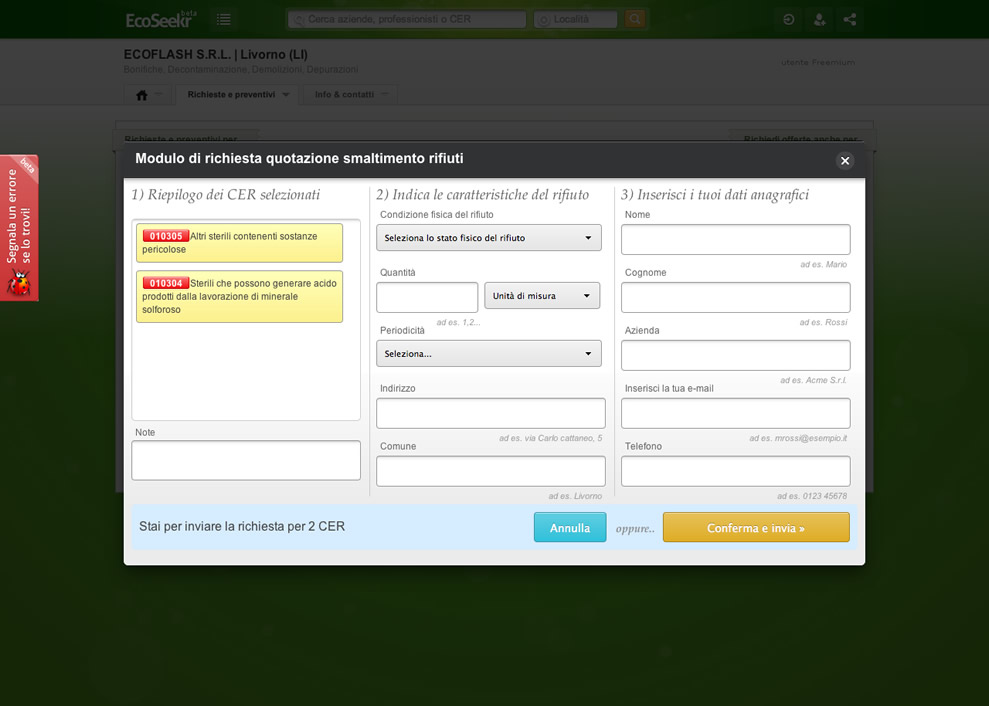 EcoSeekr beta
Cerca aziende, professionisti o CER
Località
ECOFLASH S.R.L. | Livorno (LI)
Bonifiche, Decontaminazione, Demolizioni, Depurazioni
utente Freemium
Richieste e preventivi
Info & contatti
Richieste e preventivi per
Richiedi offerte anche per
beta
Segnala un errore
se lo trovi!
Modulo di richiesta quotazione smaltimento rifiuti
1) Riepilogo dei CER selezionati
010305 Altri sterili contenenti sostanze
pericolose
010304 Sterili che possono generare acido
prodotti dalla lavorazione di minerale
solforoso
Note
2) Indica le caratteristiche del rifiuto
Condizione fisica del rifiuto
Seleziona lo stato fisico del rifiuto
Quantità
Unità di misura
ad es. 1,2...
Periodicità
Seleziona...
Indirizzo
ad es. via Carlo cattaneo, 5
Comune
ad es. Livorno
3) Inserisci i tuoi dati anagrafici
Nome
ad es. Mario
Cognome
ad es. Rossi
Azienda
ad es. Acme S.r.l.
Inserisci la tua e-mail
ad es. mrossi@esempio.it
Telefono
ad es. 0123 45678
Stai per inviare la richiesta per 2 CER
Annulla
oppure..
Conferma e invia »